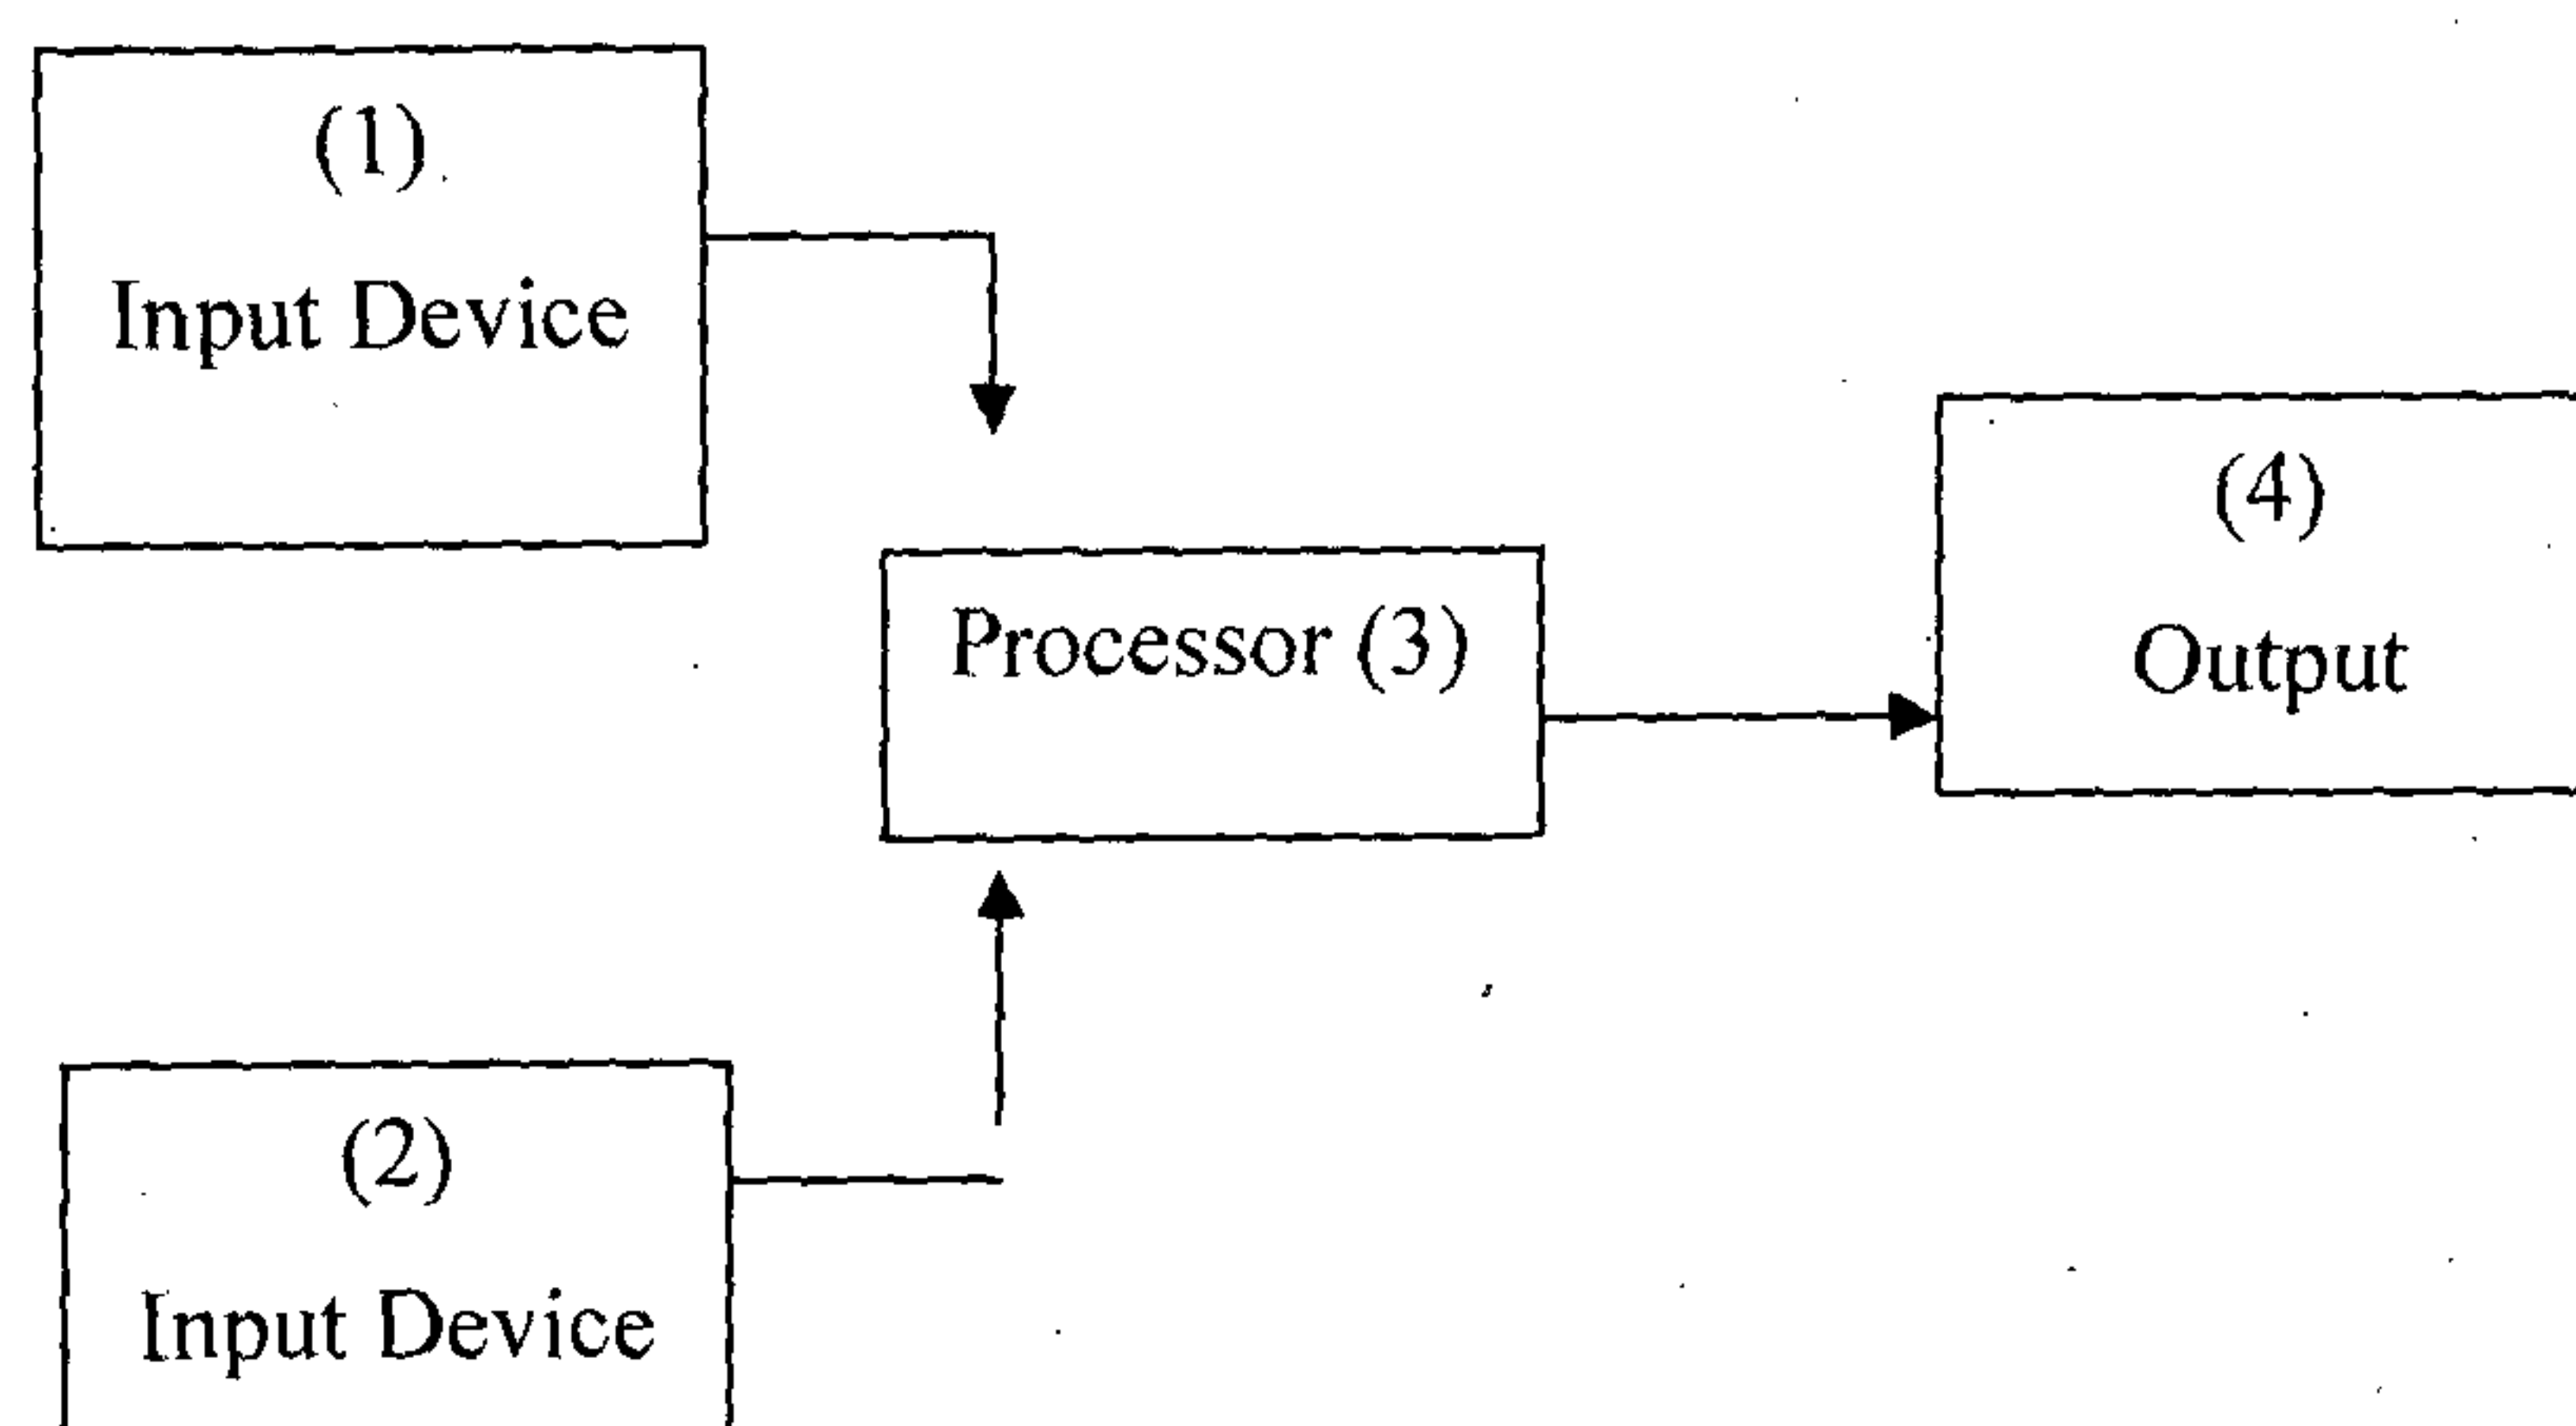 (1)
Input Device
Processor (3)
(4)
Output
(2)
Input Device